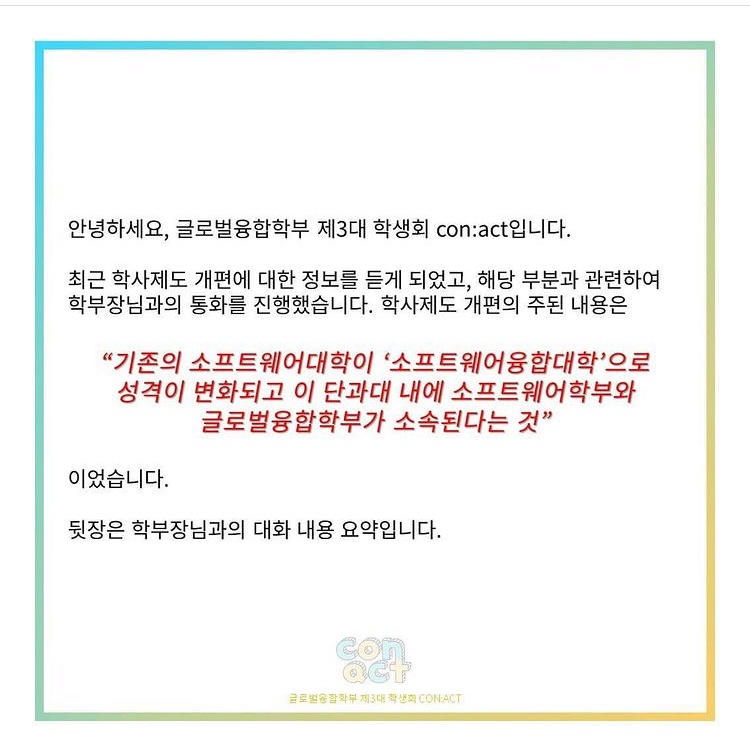 안녕하세요, 글로벌융합학부 제3대 학생회 con:act입니다.
최근 학사제도 개편에 대한 정보를 듣게 되었고, 해당 부분과 관련하여
학부장님과의 통화를 진행했습니다. 학사제도 개편의 주된 내용은
“기존의 소프트웨어대학이 ‘소프트웨어융합대학’으로
성격이 변화되고 이 단과대 내에 소프트웨어학부와
글로벌융합학부가 소속된다는 것”
이었습니다.
뒷장은 학부장님과의 대화 내용 요약입니다.
con
act
글로벌융합학부 제3대 학생회 CON:ACT